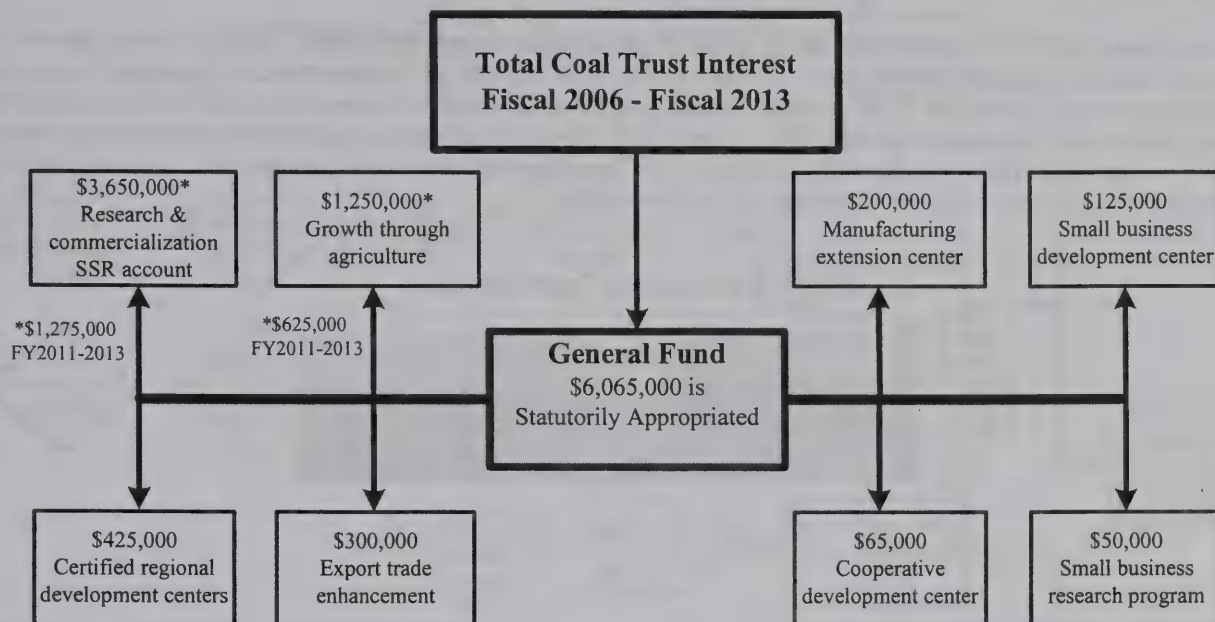 Total Coal Trust Interest
Fiscal 2006 - Fiscal 2013
$3,650,000*
Research &
commercialization
SSR account
$1,250,000*
Growth through
agriculture
$200,000
Manufacturing
extension center
$125,000
Small business
development center
*$1,275,000
FY2011-2013
*$625,000
FY2011-2013
General Fund
$6,065,000 is
Statutorily Appropriated
$425,000
Certified regional
development centers
$300,000
Export trade
enhancement
$65,000
Cooperative
development center
$50,000
Small business
research program